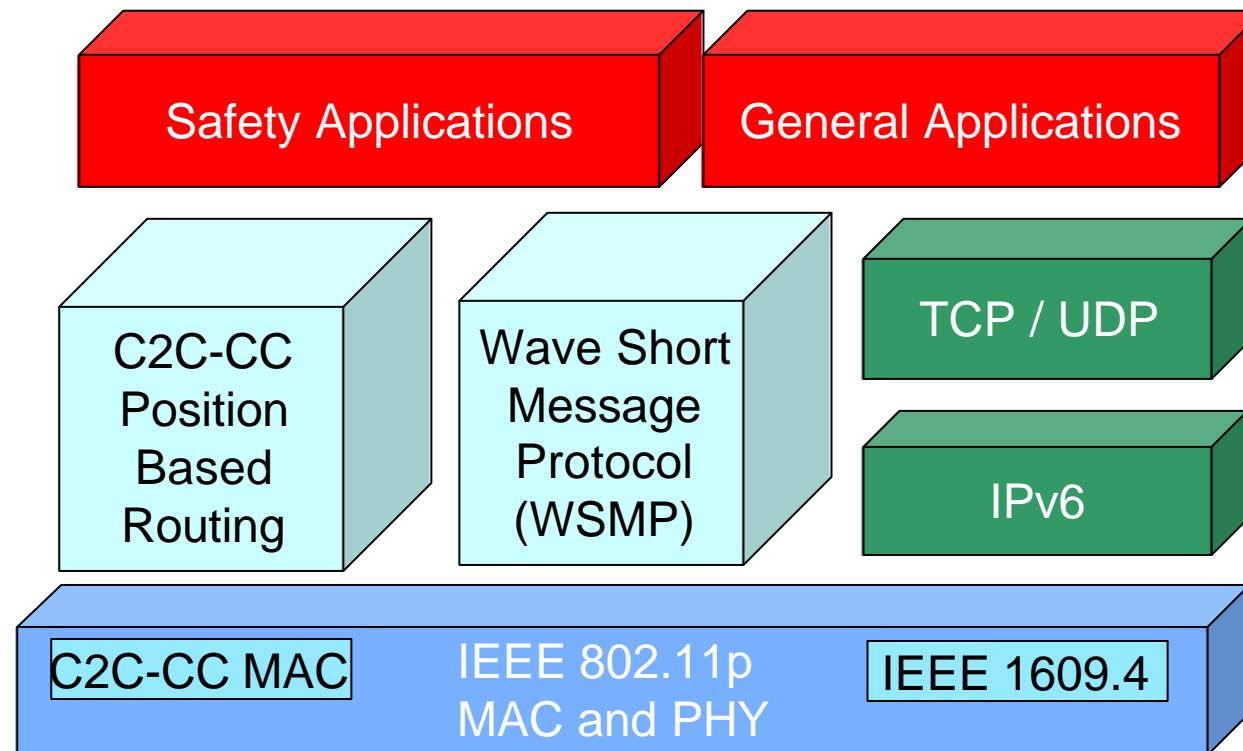 Safety Applications
General Applications
C2C-CC
Position
Based
Routing
Wave Short
Message
Protocol
(WSMP)
TCP / UDP
IPv6
C2C-CC MAC
IEEE 802.11p
MAC and PHY
IEEE 1609.4